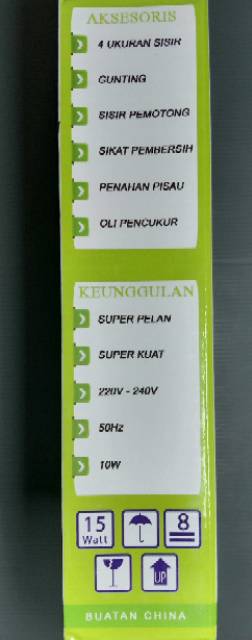 AKSESORIS
4 UKURAN SISIR
GUNTING
SISIR PEMOTONG
SIKAT PEMBERSIH
PENAHAN PISAU
OLI PENCUKUR
KEUNGGULAN
SUPER PELAN
SUPER KUAT
220V - 240V
50Hz
10W
15
Watt
8
UP
BUATAN CHINA